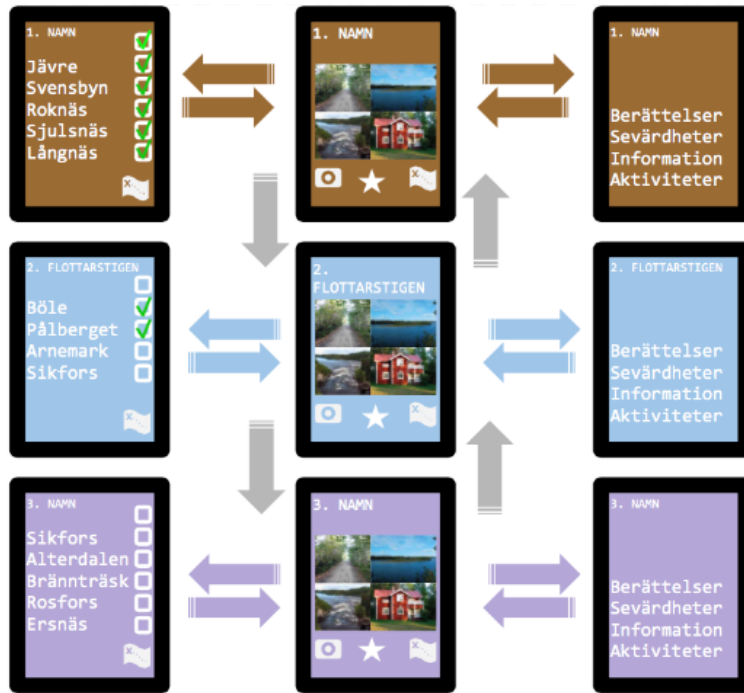 1. NAMN
Jävre
Svensbyn
Roknäs
Sjulsnäs
Långnäs
X
1. NAMN
X
1. NAMN
Berättelser
Sevärdheter
Information
Aktiviteter
2. FLOTTARSTIGEN
Böle
Pålberget
Arnemark
Sikfors
X
2.
FLOTTARSTIGEN
X
2. FLOTTARSTIGEN
Berättelser
Sevärdheter
Information
Aktiviteter
3. NAMN
Sikfors
Alterdalen
Brännträsk
Rosfors
Ersnäs
X
3. NAMN
X
3. NAMN
Berättelser
Sevärdheter
Information
Aktiviteter